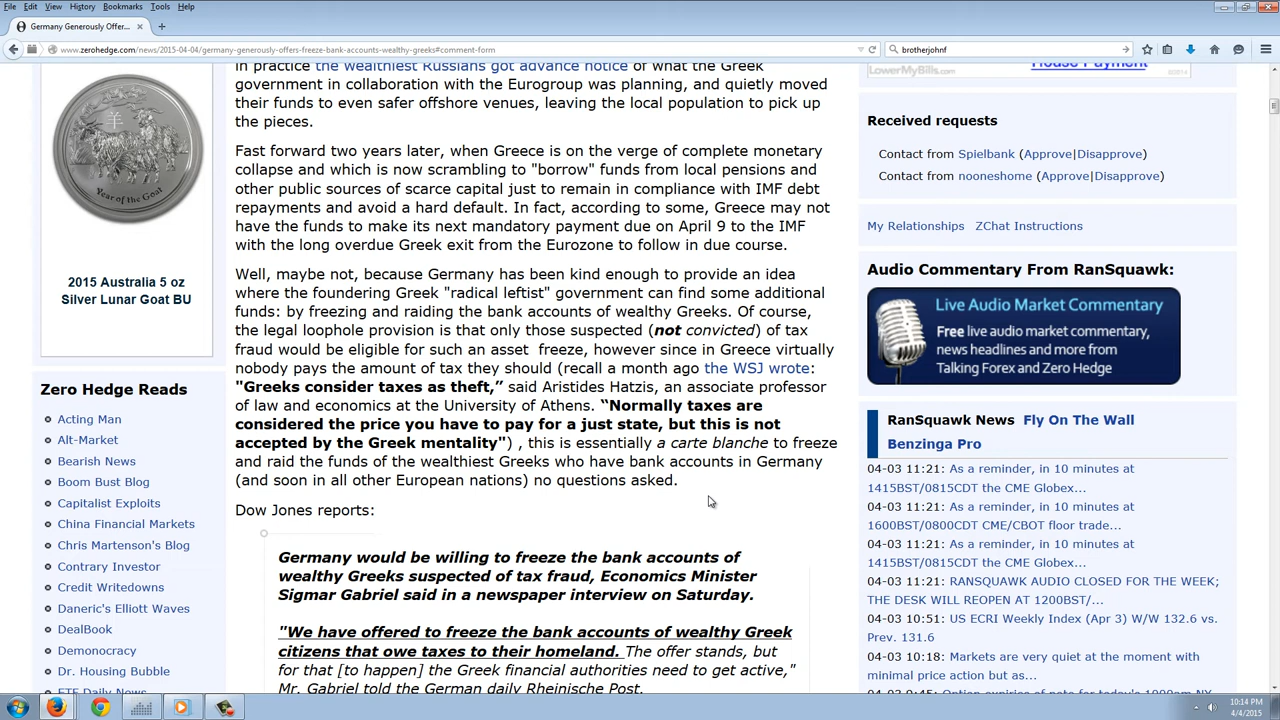 File Edit View History Bookmarks Tools Help
Germany Generously Offer...
www.zerohedge.com/news/2015-04-04/germany-generously-offers-freeze-bank-accounts-wealthy-greeks#comment-form
brotherjohnf
Year of the Goat
2015 Australia 5 oz
Silver Lunar Goat BU
Zero Hedge Reads
Acting Man
Alt-Market
Bearish News
Boom Bust Blog
Capitalist Exploits
China Financial Markets
Chris Martenson's Blog
Contrary Investor
Credit Writedowns
Daneric's Elliott Waves
DealBook
Demonocracy
Dr. Housing Bubble
ETF Daily News
In practice the wealthiest Russians got advance notice of what the Greek
government in collaboration with the Eurogroup was planning, and quietly moved
their funds to even safer offshore venues, leaving the local population to pick up
the pieces.
Fast forward two years later, when Greece is on the verge of complete monetary
collapse and which is now scrambling to "borrow" funds from local pensions and
other public sources of scarce capital just to remain in compliance with IMF debt
repayments and avoid a hard default. In fact, according to some, Greece may not
have the funds to make its next mandatory payment due on April 9 to the IMF
with the long overdue Greek exit from the Eurozone to follow in due course.
Well, maybe not, because Germany has been kind enough to provide an idea
where the foundering Greek "radical leftist" government can find some additional
funds: by freezing and raiding the bank accounts of wealthy Greeks. Of course,
the legal loophole provision is that only those suspected (not convicted) of tax
fraud would be eligible for such an asset freeze, however since in Greece virtually
nobody pays the amount of tax they should (recall a month ago the WSJ wrote:
"Greeks consider taxes as theft,” said Aristides Hatzis, an associate professor
of law and economics at the University of Athens. “Normally taxes are
considered the price you have to pay for a just state, but this is not
accepted by the Greek mentality") , this is essentially a carte blanche to freeze
and raid the funds of the wealthiest Greeks who have bank accounts in Germany
(and soon in all other European nations) no questions asked.
Dow Jones reports:
Germany would be willing to freeze the bank accounts of
wealthy Greeks suspected of tax fraud, Economics Minister
Sigmar Gabriel said in a newspaper interview on Saturday.
"We have offered to freeze the bank accounts of wealthy Greek
citizens that owe taxes to their homeland. The offer stands, but
for that [to happen] the Greek financial authorities need to get active,"
Mr. Gabriel told the German daily Rheinische Post.
LowerMyBills.com
House Payment
Received requests
Contact from Spielbank (Approve|Disapprove)
Contact from nooneshome (Approve|Disapprove)
My Relationships ZChat Instructions
Audio Commentary From RanSquawk:
Live Audio Market Commentary
Free live audio market commentary,
news headlines and more from
Talking Forex and Zero Hedge
RanSquawk News Fly On The Wall
Benzinga Pro
04-03 11:21: As a reminder, in 10 minutes at
1415BST/0815CDT the CME Globex...
04-03 11:21: As a reminder, in 10 minutes at
1600BST/0800CDT CME/CBOT floor trade...
04-03 11:21: As a reminder, in 10 minutes at
1415BST/0815CDT the CME Globex...
04-03 11:21: RANSQUAWK AUDIO CLOSED FOR THE WEEK;
THE DESK WILL REOPEN AT 1200BST/...
04-03 10:51: US ECRI Weekly Index (Apr 3) W/W 132.6 vs.
Prev. 131.6
04-03 10:18: Markets are very quiet at the moment with
minimal price action but as...
04-03 9:45: Option expiries of note for today's 1000am NY
10:14 PM
4/4/2015